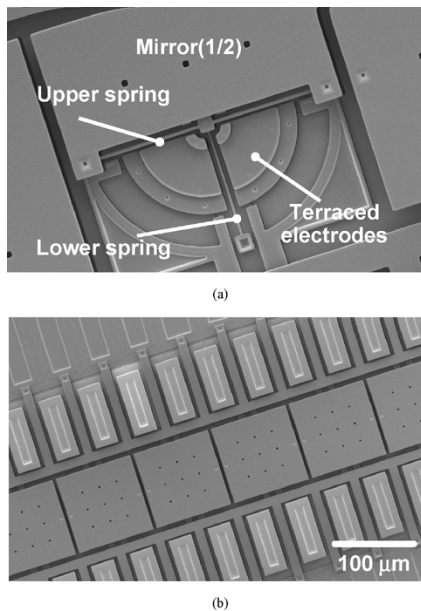 Mirror(1/2)
Upper spring
Lower spring
Terraced
electrodes
(a)
100 μm
(b)